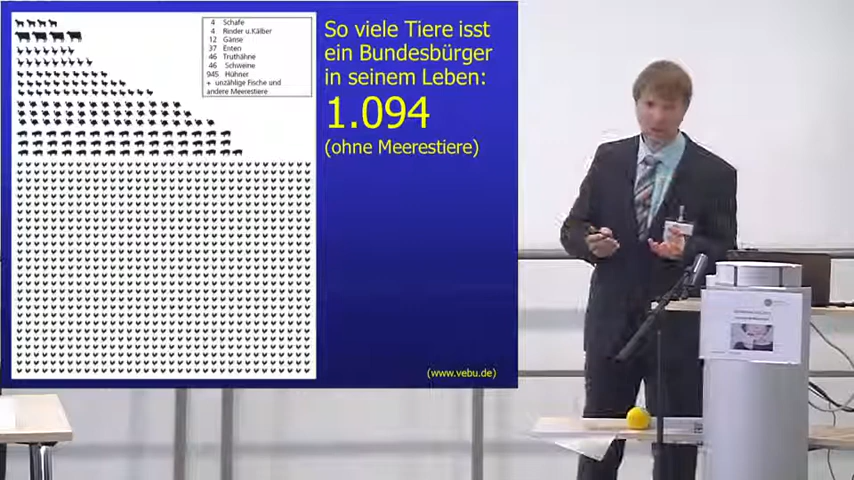 4 Schafe
4 Rinder u.Kälber
12 Gänse
37 Enten
46 Truthähne
46 Schweine
945 Hühner
+ unzählige Fische und
andere Meerestiere
So viele Tiere isst
ein Bundesbürger
in seinem Leben:
1.094
(ohne Meerestiere)
(www.vebu.de)